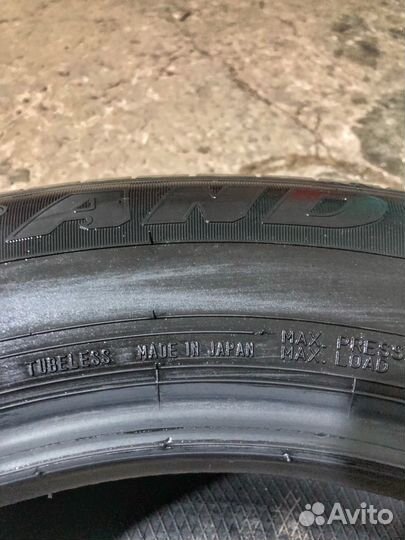 AND
TUBELESS MADE IN JAPAN MAX. PRESS
MAX. LOAD
Avito